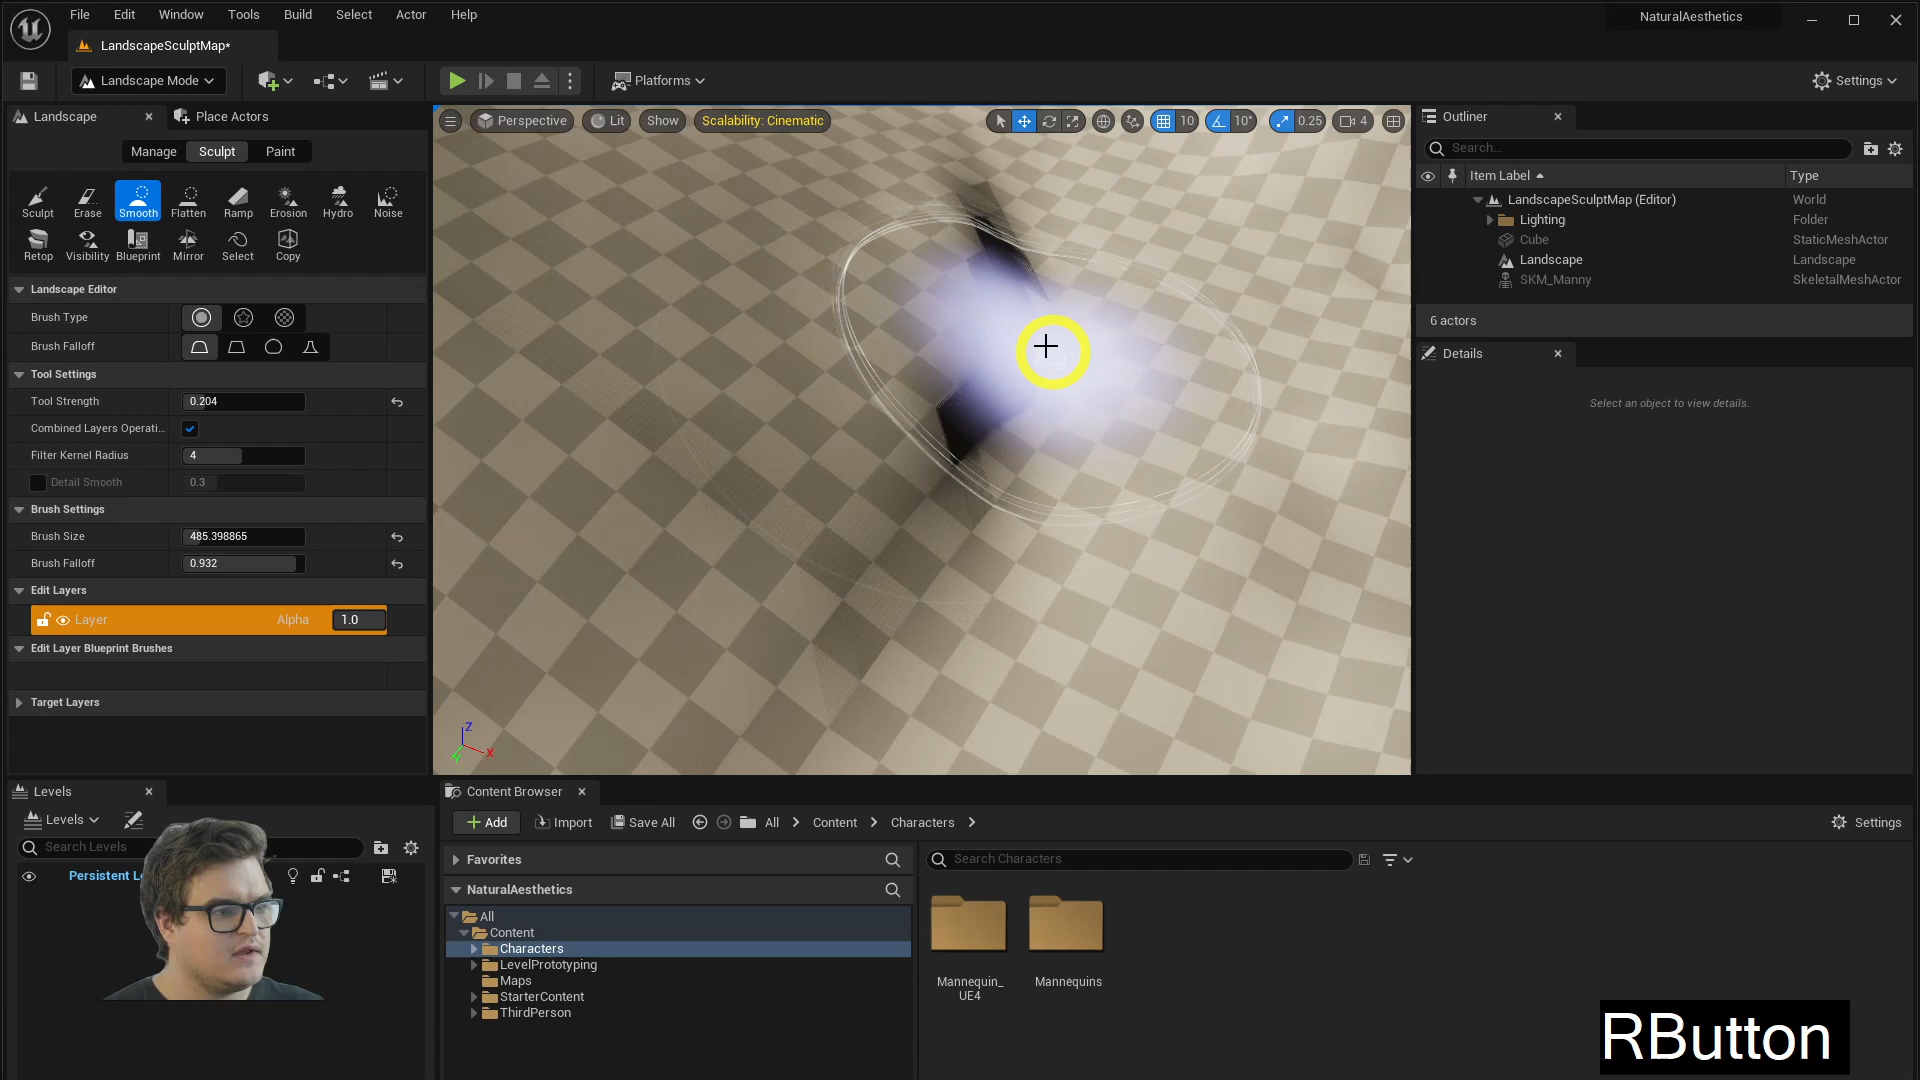 File Edit Window Tools Build Select Actor Help
NaturalAesthetics
LandscapeSculptMap*
Landscape Mode
Platforms
Settings
Landscape
Place Actors
Perspective
Lit
Show
Scalability: Cinematic
10
10°
0.25
4
Outliner
Manage
Sculpt
Paint
Search...
Item Label
Type
Sculpt Erase Smooth Flatten Ramp Erosion Hydro Noise
LandscapeSculptMap (Editor) World
Lighting Folder
Cube StaticMeshActor
Landscape Landscape
SKM_Manny SkeletalMeshActor
Retop Visibility Blueprint Mirror Select Copy
6 actors
Details
Select an object to view details.
Landscape Editor
Brush Type
Brush Falloff
Tool Settings
Tool Strength 0.204
Combined Layers Operati...
Filter Kernel Radius 4
Detail Smooth 0.3
Brush Settings
Brush Size 485.398865
Brush Falloff 0.932
Edit Layers
Layer Alpha 1.0
Edit Layer Blueprint Brushes
Target Layers
Z
X
Y
Levels
Levels
Search Levels
Persistent L
Content Browser
Add
Import
Save All
All
Content
Characters
Settings
Favorites
Search Characters
NaturalAesthetics
All
Content
Characters
LevelPrototyping
Maps
StarterContent
ThirdPerson
Mannequin_
UE4
Mannequins
RButton